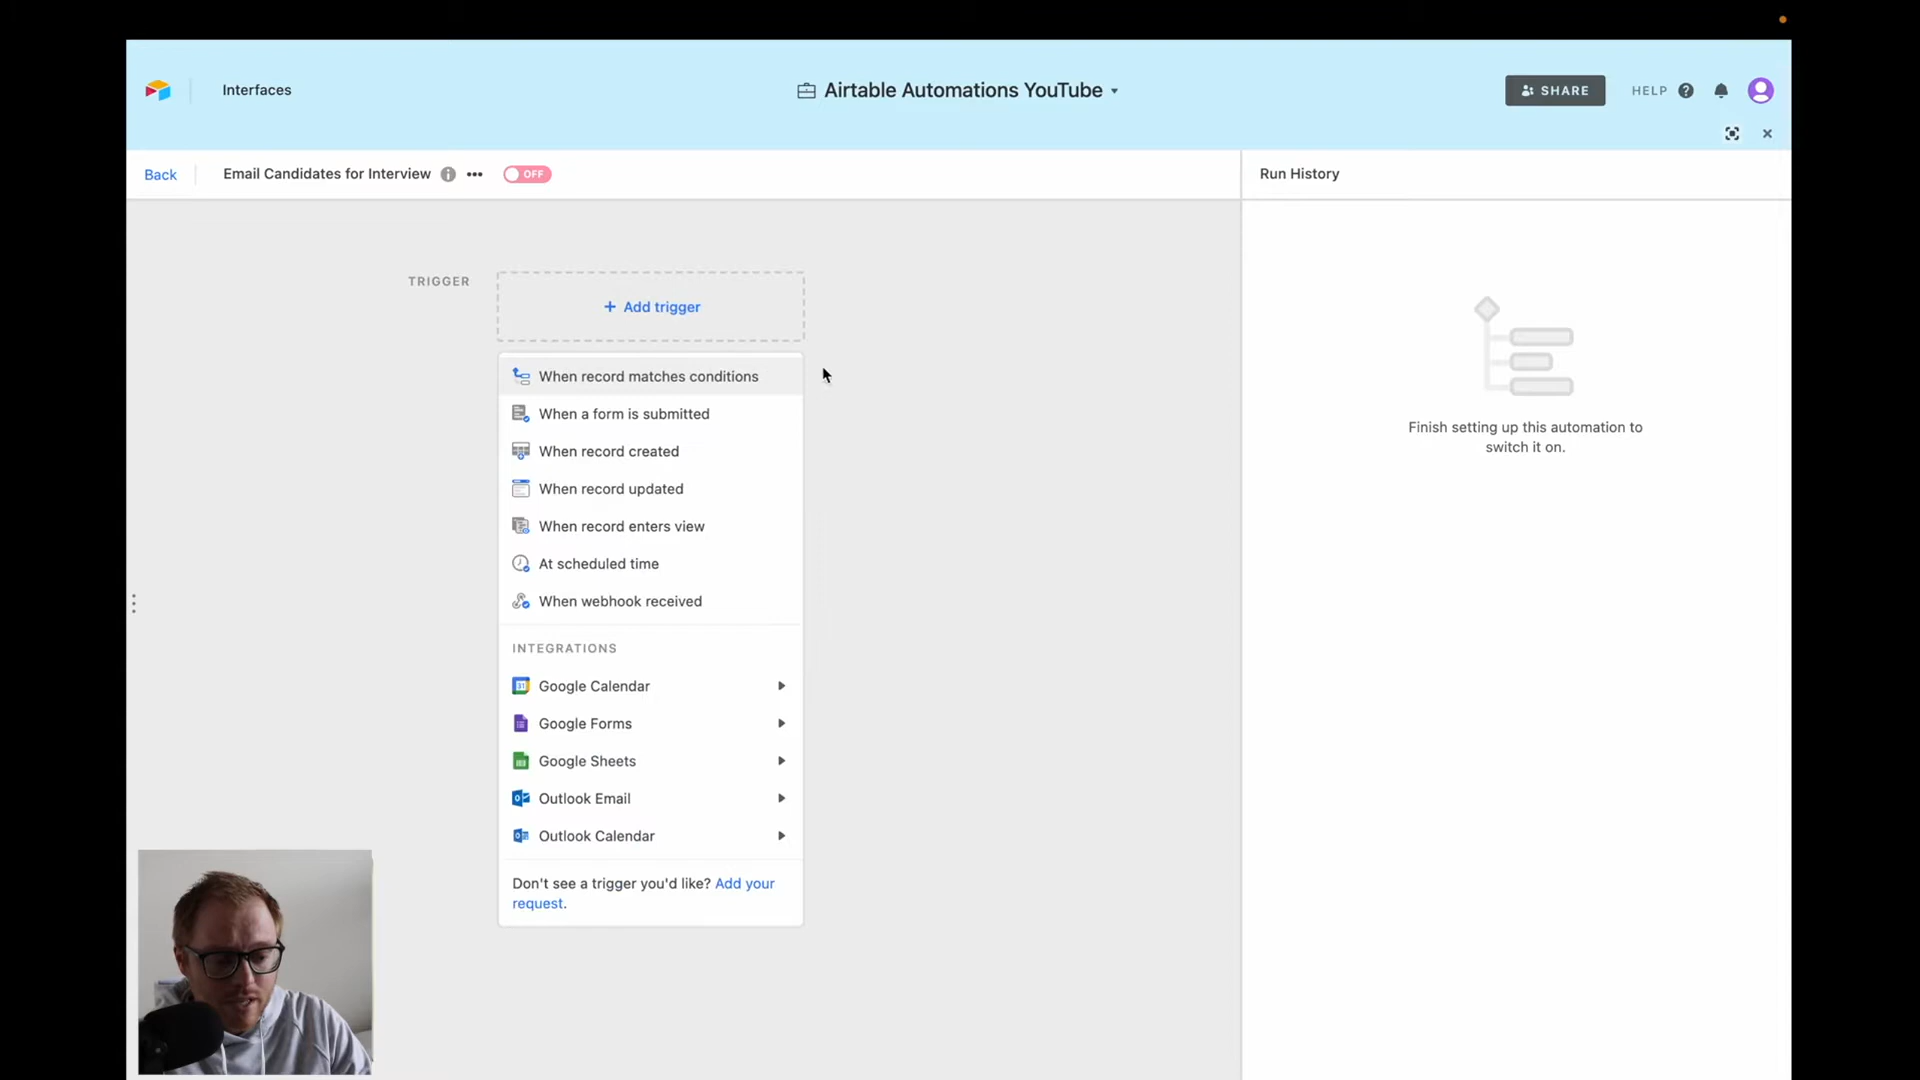 Interfaces
Airtable Automations YouTube
SHARE
HELP
Back
Email Candidates for Interview
OFF
Run History
TRIGGER
+ Add trigger
When record matches conditions
When a form is submitted
When record created
When record updated
When record enters view
At scheduled time
When webhook received
INTEGRATIONS
Google Calendar
Google Forms
Google Sheets
Outlook Email
Outlook Calendar
Don't see a trigger you'd like? Add your
request.
Finish setting up this automation to
switch it on.